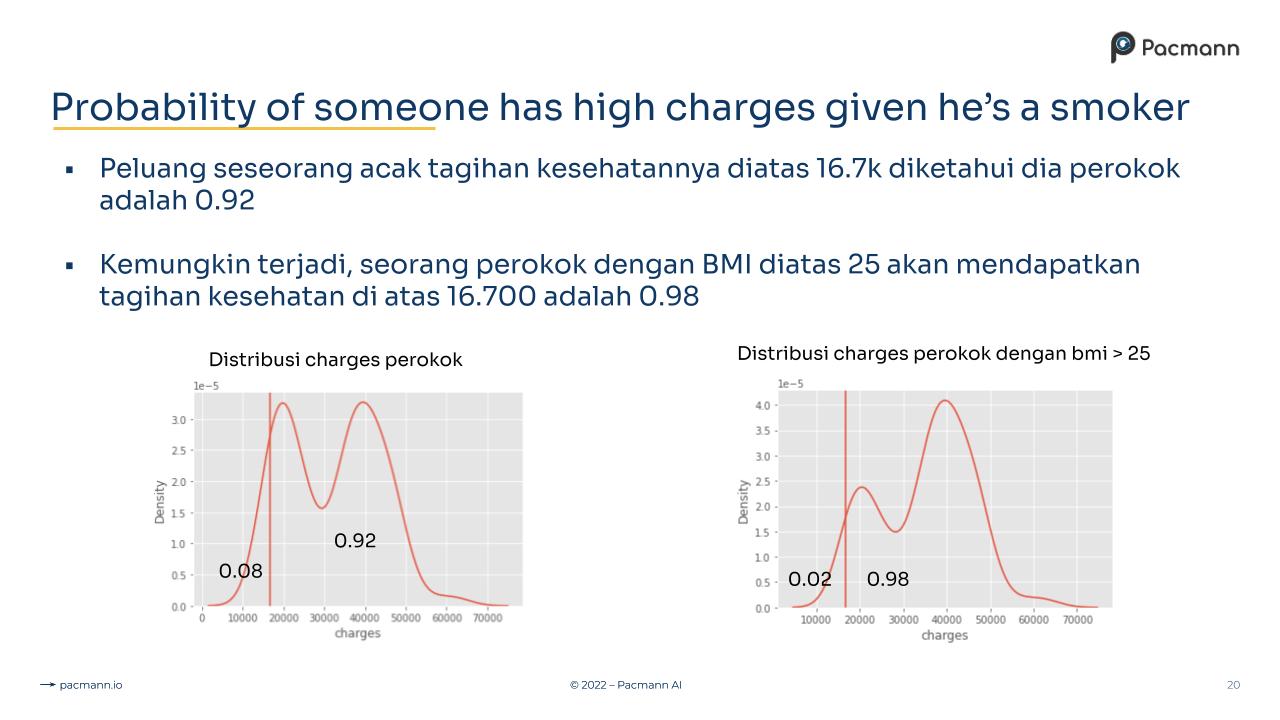 Pacmann
Probability of someone has high charges given he’s a smoker
▪ Peluang seseorang acak tagihan kesehatannya diatas 16.7k diketahui dia perokok
adalah 0.92
▪ Kemungkin terjadi, seorang perokok dengan BMI diatas 25 akan mendapatkan
tagihan kesehatan di atas 16.700 adalah 0.98
Distribusi charges perokok
1e−5
3.0
2.5
2.0
1.5
1.0
0.5
0.0
Density
0.92
0.08
0 10000 20000 30000 40000 50000 60000 70000
charges
Distribusi charges perokok dengan bmi > 25
1e−5
4.0
3.5
3.0
2.5
2.0
1.5
1.0
0.5
0.0
Density
0.02 0.98
10000 20000 30000 40000 50000 60000 70000
charges
pacmann.io
© 2022 – Pacmann AI
20